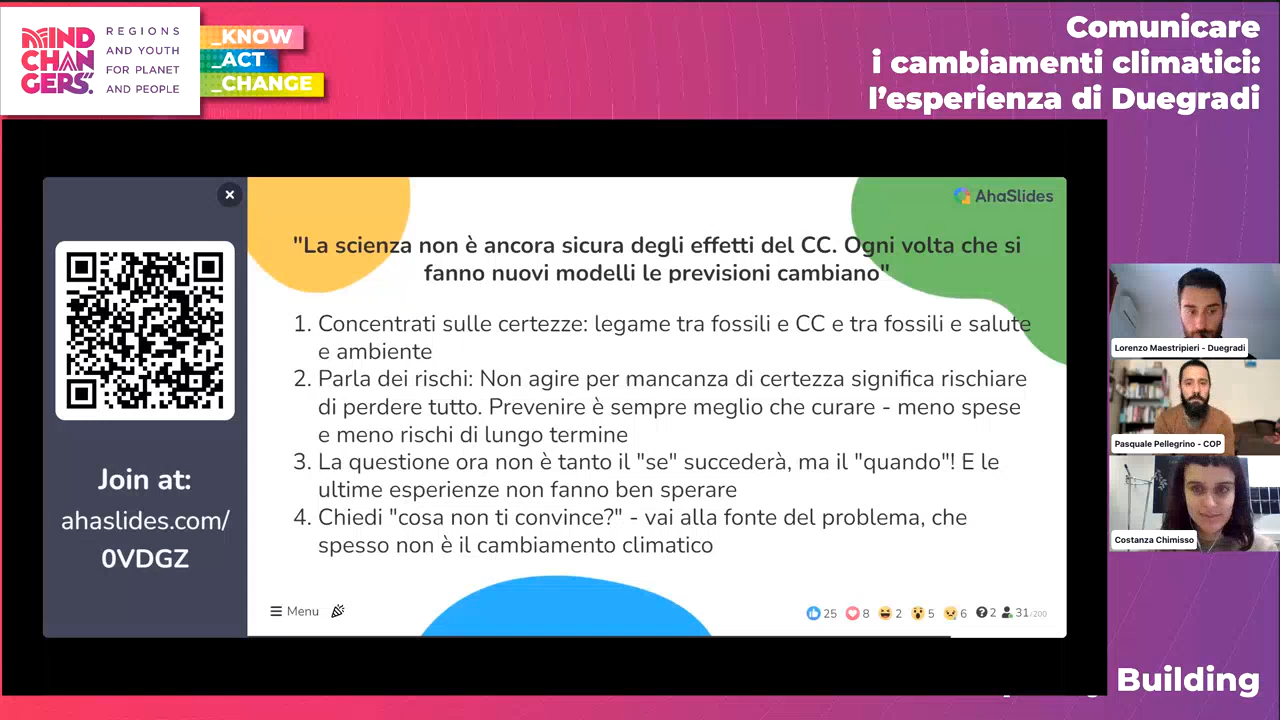 MIND
CHAN
GERS
REGIONS
AND YOUTH
FOR PLANET
AND PEOPLE
_KNOW
_ACT
_CHANGE
Comunicare
i cambiamenti climatici:
l'esperienza di Duegradi
AhaSlides
"La scienza non è ancora sicura degli effetti del CC. Ogni volta che si
fanno nuovi modelli le previsioni cambiano"
1. Concentrati sulle certezze: legame tra fossili e CC e tra fossili e salute
e ambiente
2. Parla dei rischi: Non agire per mancanza di certezza significa rischiare
di perdere tutto. Prevenire è sempre meglio che curare - meno spese
e meno rischi di lungo termine
3. La questione ora non è tanto il "se" succederà, ma il "quando"! E le
ultime esperienze non fanno ben sperare
4. Chiedi "cosa non ti convince?" - vai alla fonte del problema, che
spesso non è il cambiamento climatico
Join at:
ahaslides.com/
0VDGZ
Menu
25 8 2 5 6 2 31/200
Lorenzo Maestripieri - Duegradi
Pasquale Pellegrino - COP
Costanza Chimisso
Building